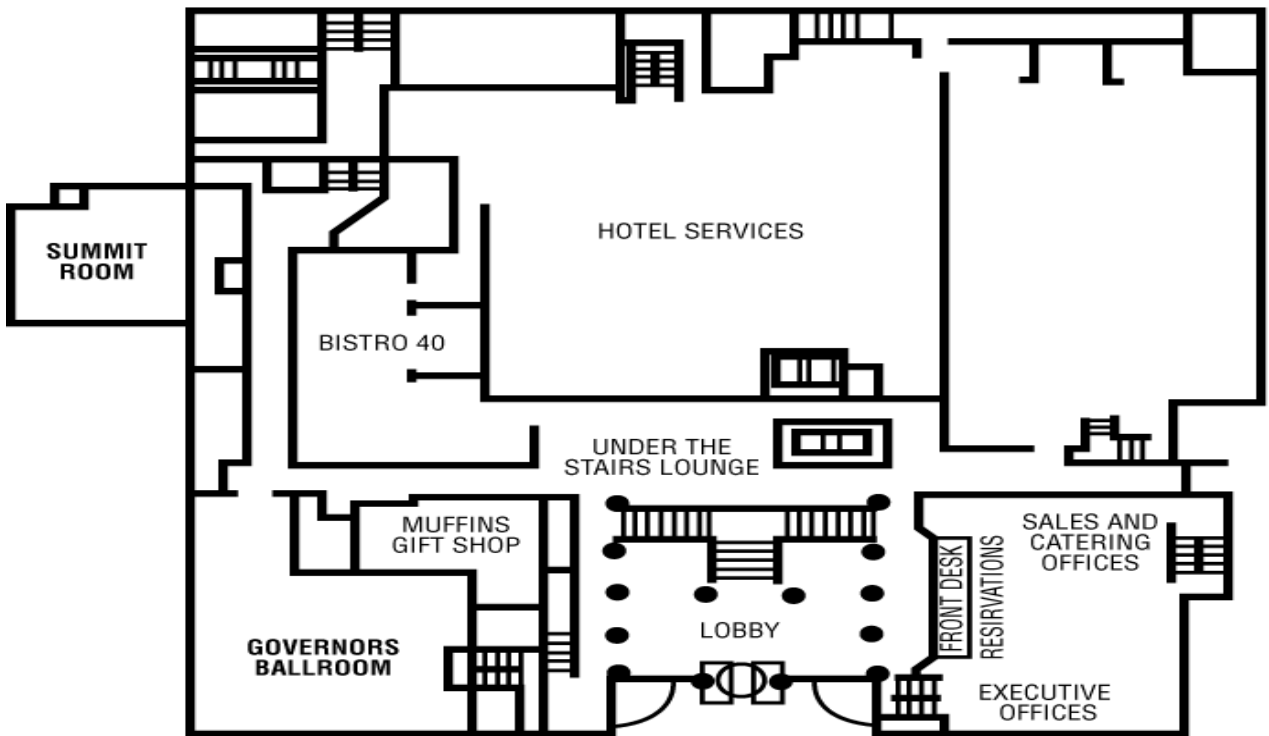 HOTEL SERVICES
SUMMIT
ROOM
BISTRO 40
UNDER THE
STAIRS LOUNGE
MUFFINS
GIFT SHOP
SALES AND
CATERING
OFFICES
FRONT DESK
RESIRVATIONS
LOBBY
GOVERNORS
BALLROOM
EXECUTIVE
OFFICES